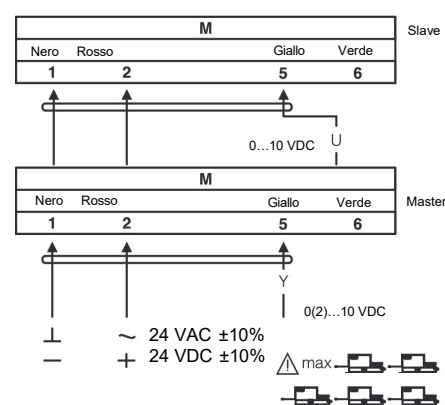 M
Slave
Nero Rosso Giallo Verde
1 2 5 6
0...10 VDC U
M
Nero Rosso Giallo Verde
Master
1 2 5 6
Y
0(2)...10 VDC
⊥ ~ 24 VAC ±10%
− + 24 VDC ±10%
max